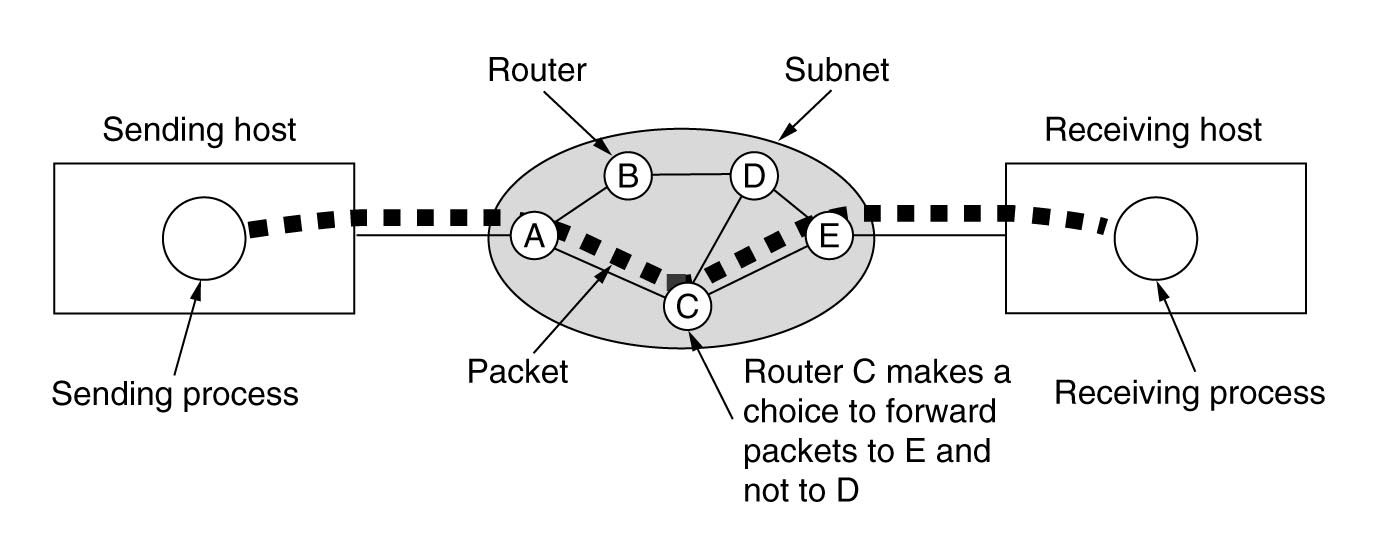 Router
Subnet
Sending host
Receiving host
B
D
A
E
C
Packet
Router C makes a
choice to forward
packets to E and
not to D
Sending process
Receiving process